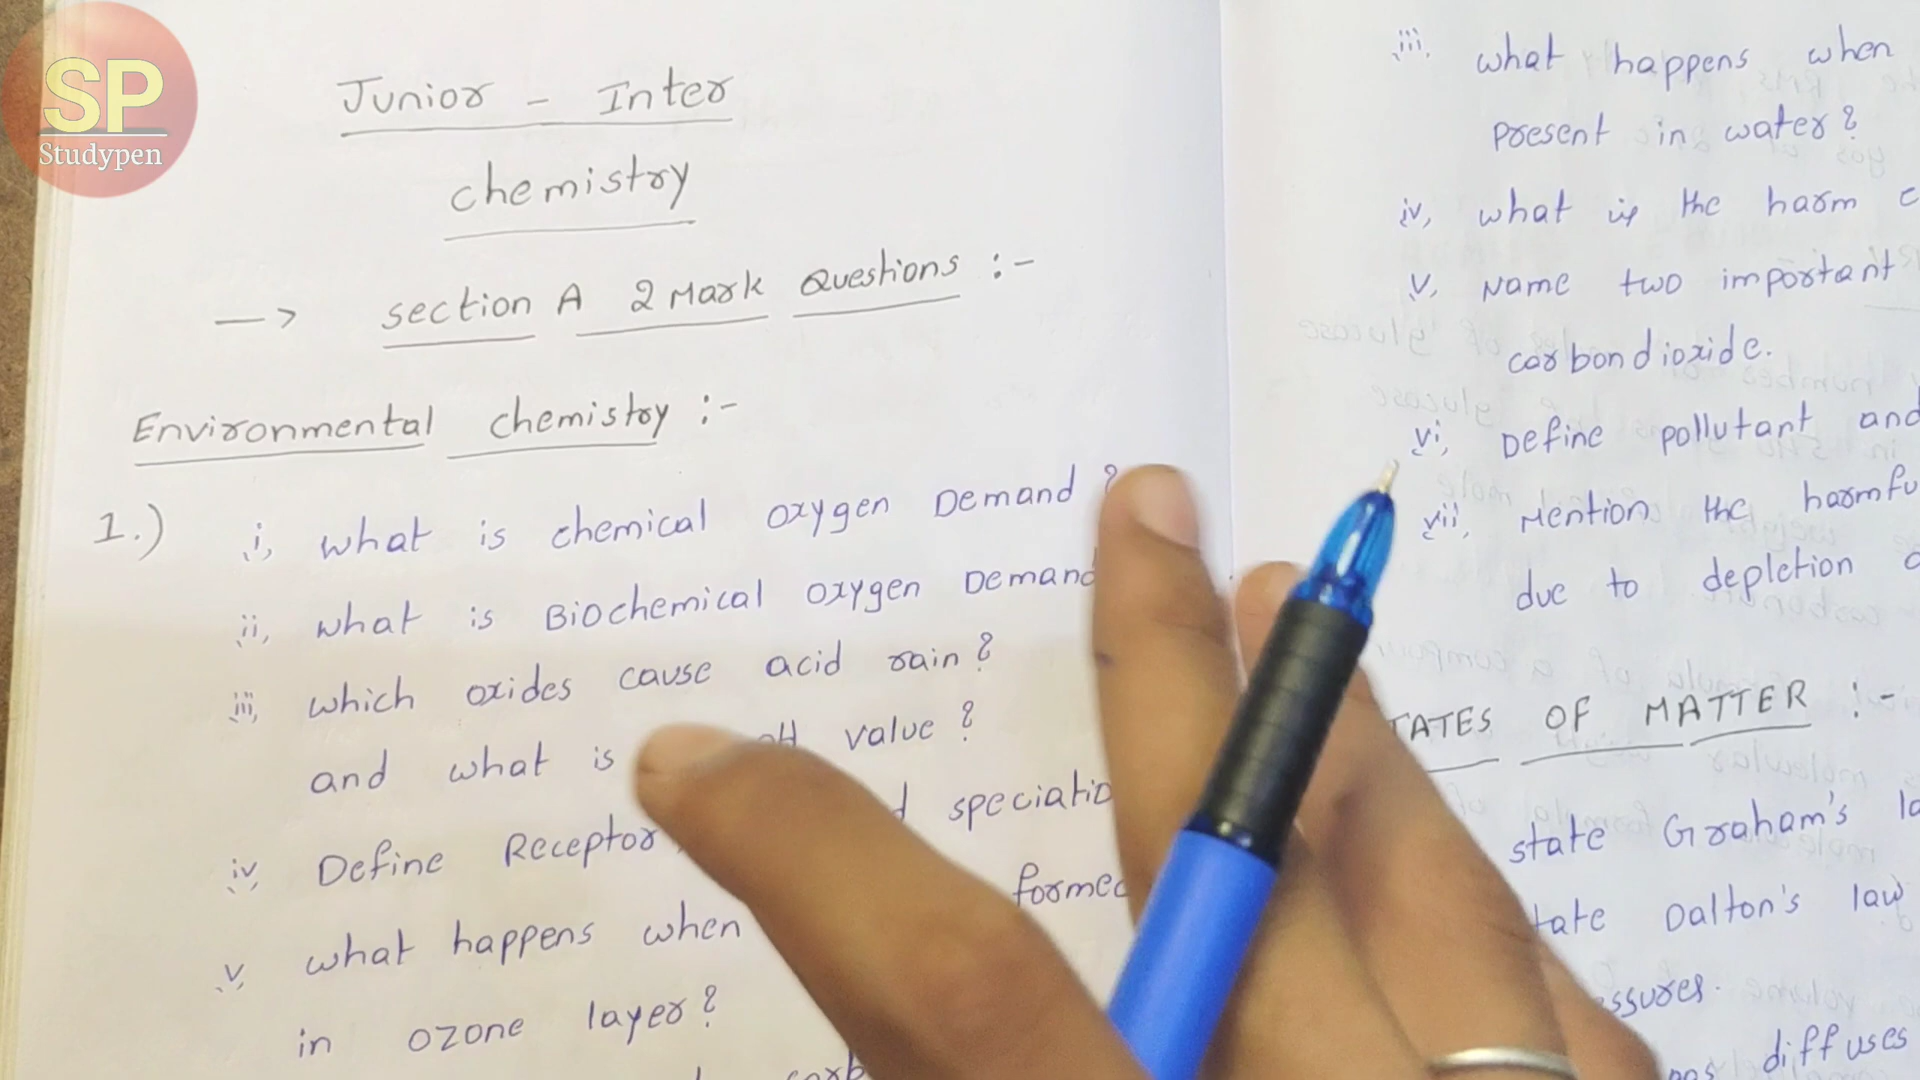 SP
Studypen
Junior - Inter
chemistry
—> section A 2 Mark Questions :-
Environmental chemistry :-
1.) i, what is chemical oxygen Demand ?
ii, what is Biochemical oxygen Demand
iii, which oxides cause acid rain ?
and what is pH value ?
iv, Define Receptor speciation
v, what happens when formed
in ozone layer ?
iii. what happens when
present in water ?
iv, what is the harm
v, Name two important
carbondioxide.
vi, Define pollutant and
vii, Mention the harmfu
due to depletion
TATES OF MATTER :-
state Graham's la
tate Dalton's law
essures.
diffuses